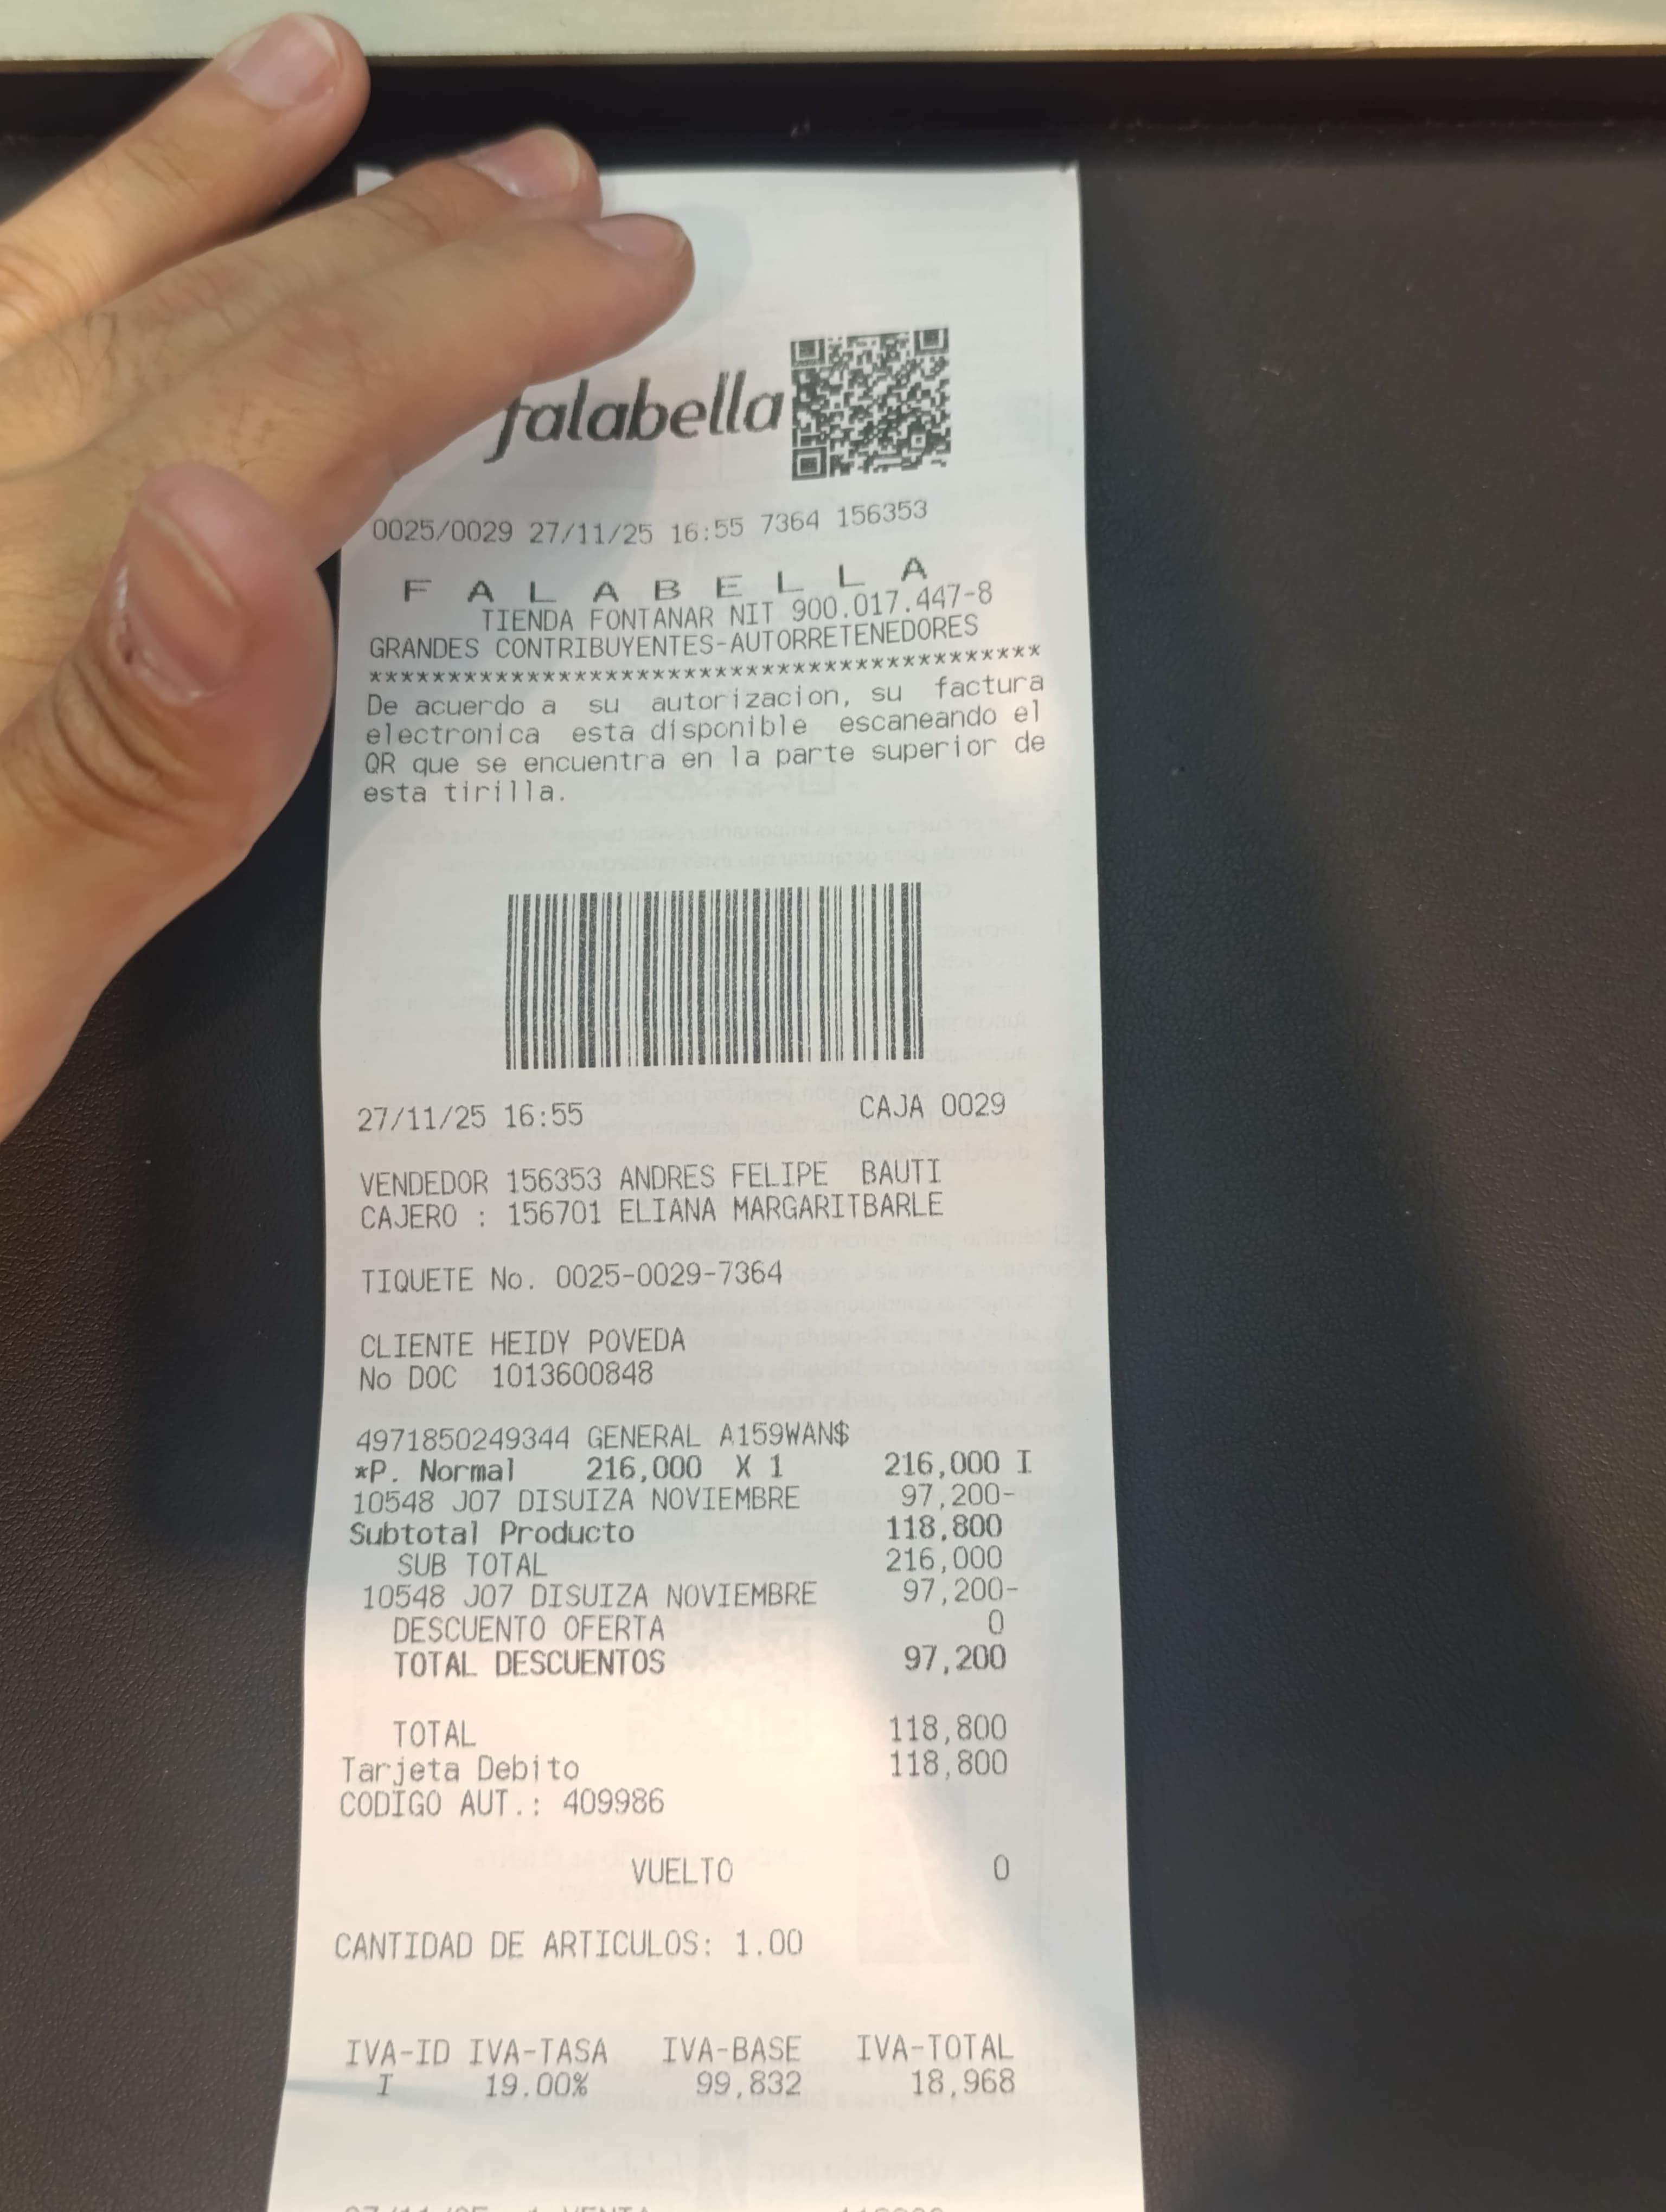 falabella
0025/0029 27/11/25 16:55 7364 156353
F A L A B E L L A
TIENDA FONTANAR NIT 900.017.447-8
GRANDES CONTRIBUYENTES-AUTORRETENEDORES
*******************************************
De acuerdo a su autorizacion, su factura
electronica esta disponible escaneando el
QR que se encuentra en la parte superior de
esta tirilla.
27/11/25 16:55 CAJA 0029
VENDEDOR 156353 ANDRES FELIPE BAUTI
CAJERO : 156701 ELIANA MARGARITBARLE
TIQUETE No. 0025-0029-7364
CLIENTE HEIDY POVEDA
No DOC 1013600848
4971850249344 GENERAL A159WAN$
*P. Normal 216,000 X 1 216,000 I
10548 J07 DISUIZA NOVIEMBRE 97,200-
Subtotal Producto 118,800
SUB TOTAL 216,000
10548 J07 DISUIZA NOVIEMBRE 97,200-
DESCUENTO OFERTA 0
TOTAL DESCUENTOS 97,200
TOTAL 118,800
Tarjeta Debito 118,800
CODIGO AUT.: 409986
VUELTO 0
CANTIDAD DE ARTICULOS: 1.00
IVA-ID IVA-TASA IVA-BASE IVA-TOTAL
I 19.00% 99,832 18,968